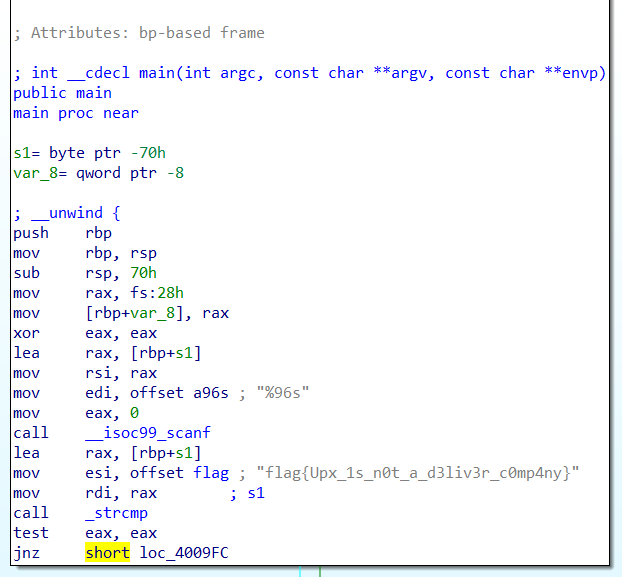 ; Attributes: bp-based frame
; int __cdecl main(int argc, const char **argv, const char **envp)
public main
main proc near
s1= byte ptr -70h
var_8= qword ptr -8
; __unwind {
push rbp
mov rbp, rsp
sub rsp, 70h
mov rax, fs:28h
mov [rbp+var_8], rax
xor eax, eax
lea rax, [rbp+s1]
mov rsi, rax
mov edi, offset a96s ; "%96s"
mov eax, 0
call __isoc99_scanf
lea rax, [rbp+s1]
mov esi, offset flag ; "flag{Upx_1s_n0t_a_d3liv3r_c0mp4ny}"
mov rdi, rax ; s1
call _strcmp
test eax, eax
jnz short loc_4009FC